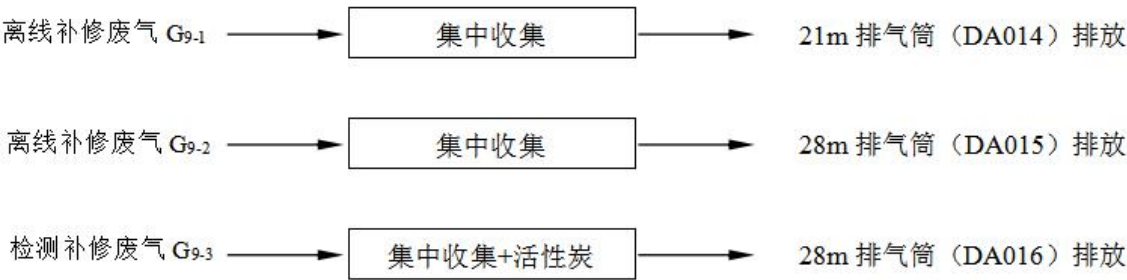 离线补修废气 G9-1 集中收集 21m 排气筒（DA014）排放
离线补修废气 G9-2 集中收集 28m 排气筒（DA015）排放
检测补修废气 G9-3 集中收集+活性炭 28m 排气筒（DA016）排放